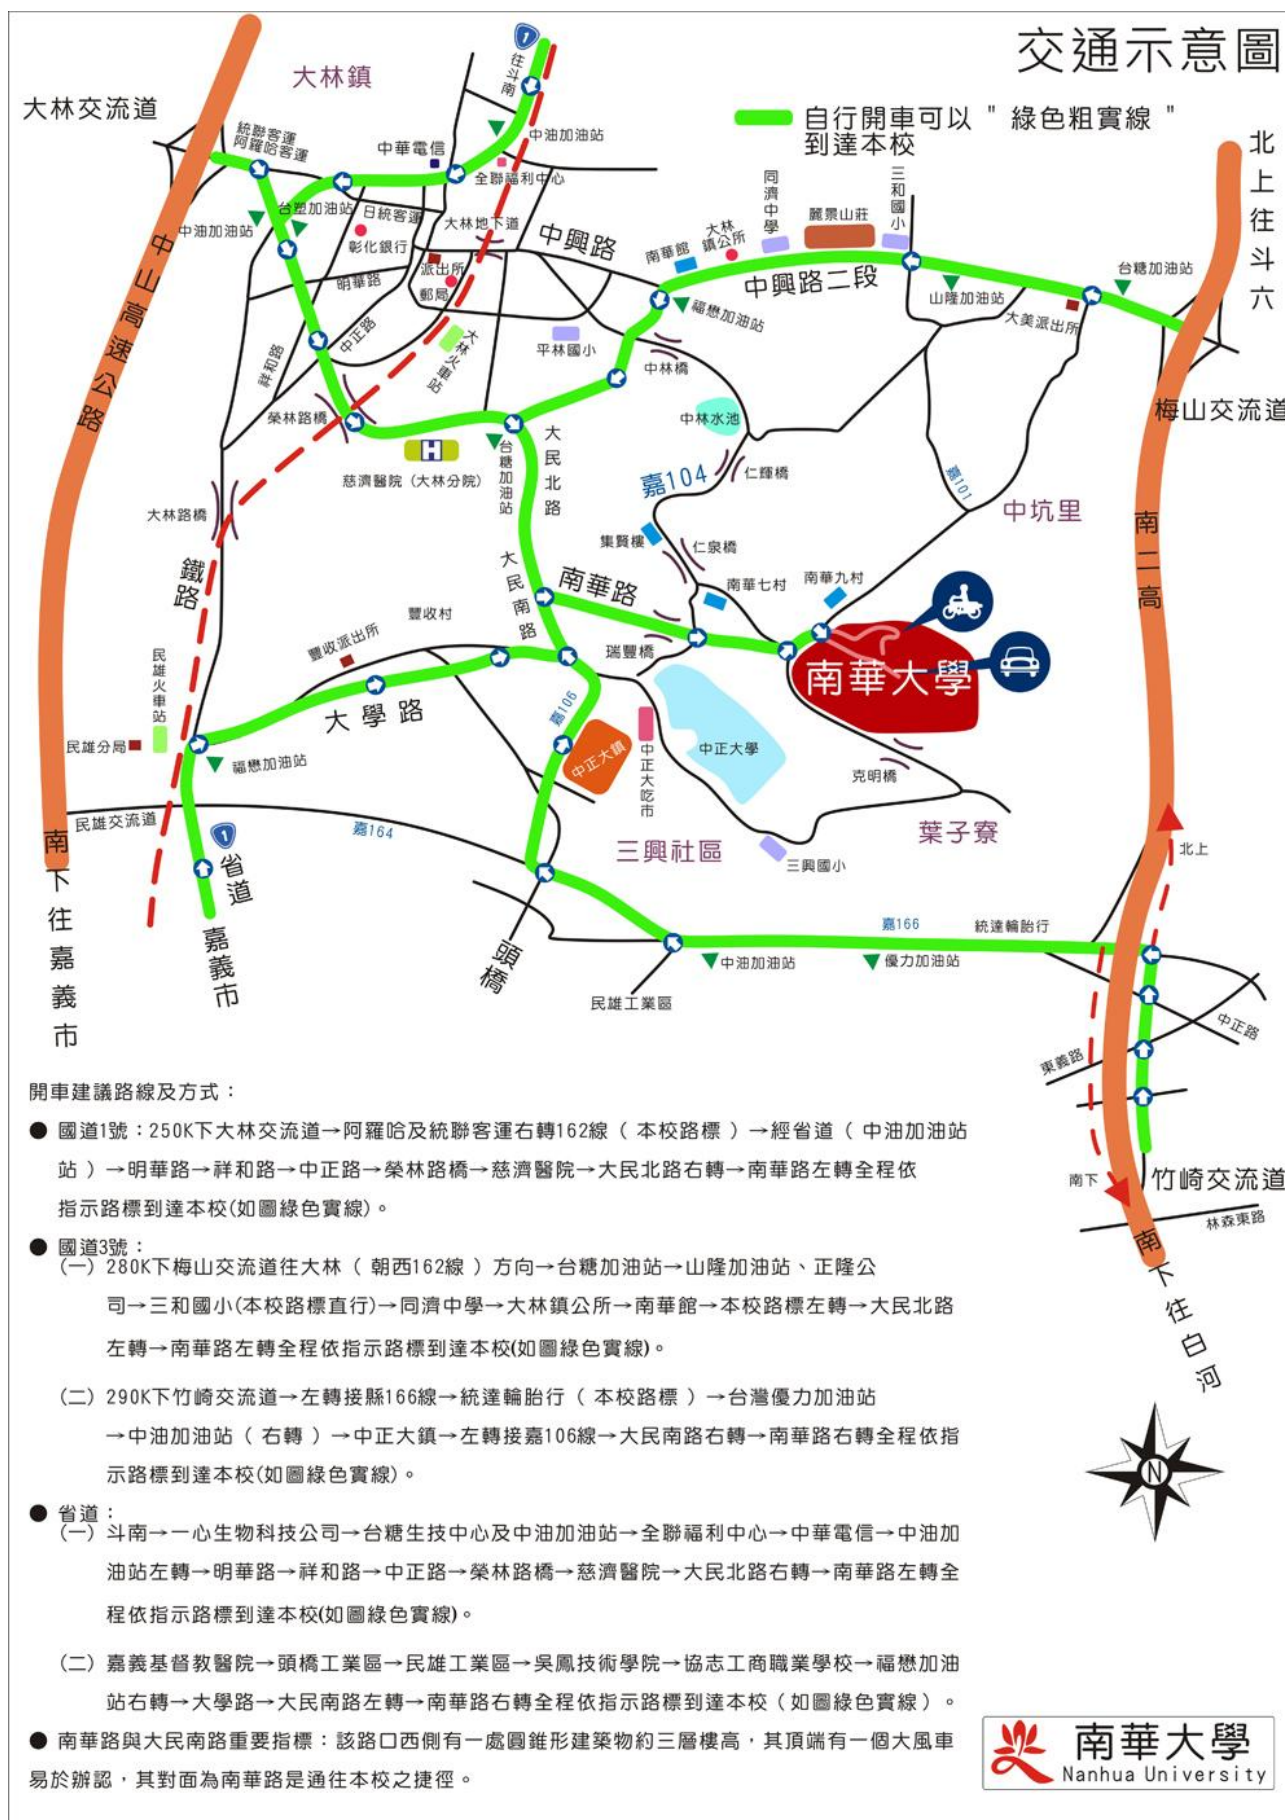 交通示意圖
自行開車可以 " 綠色粗實線 "
到達本校
大林鎮
大林交流道
1
往斗南
統聯客運
阿羅哈客運
中華電信
中油加油站
全聯福利中心
台塑加油站
日統客運
大林地下道
中油加油站
彰化銀行
派出所
郵局
明華路
中興路
南華館
大林
鎮公所
同濟中學
麗景山莊
三和國小
北上往斗六
中興路二段
山隆加油站
台糖加油站
大美派出所
福懋加油站
中山高速公路
祥和路
中正路
大林火車站
平林國小
中林橋
梅山交流道
榮林路橋
中林水池
慈濟醫院 (大林分院)
H
台糖加油站
大民北路
嘉104
仁輝橋
嘉101
中坑里
大林路橋
鐵路
集賢樓
仁泉橋
南二高
大民南路
南華路
南華七村
南華九村
豐收村
豐收派出所
瑞豐橋
南華大學
民雄火車站
大學路
嘉106
民雄分局
福懋加油站
中正大鎮
中正大吃市
中正大學
克明橋
南下往嘉義市
民雄交流道
嘉164
1
省道
三興社區
葉子寮
三興國小
北上
嘉義市
頭橋
嘉166
統達輪胎行
中油加油站
優力加油站
民雄工業區
中正路
東義路
南下
竹崎交流道
林森東路
南下往白河
開車建議路線及方式：
● 國道1號：250K下大林交流道→阿羅哈及統聯客運右轉162線（ 本校路標 ）→經省道（ 中油加油站
站 ）→明華路→祥和路→中正路→榮林路橋→慈濟醫院→大民北路右轉→南華路左轉全程依
指示路標到達本校(如圖綠色實線)。
● 國道3號：
(一) 280K下梅山交流道往大林（ 朝西162線 ）方向→台糖加油站→山隆加油站、正隆公
司→三和國小(本校路標直行)→同濟中學→大林鎮公所→南華館→本校路標左轉→大民北路
左轉→南華路左轉全程依指示路標到達本校(如圖綠色實線)。
(二) 290K下竹崎交流道→左轉接縣166線→統達輪胎行（ 本校路標 ）→台灣優力加油站
→中油加油站（ 右轉 ）→中正大鎮→左轉接嘉106線→大民南路右轉→南華路右轉全程依指
示路標到達本校(如圖綠色實線)。
● 省道：
(一) 斗南→一心生物科技公司→台糖生技中心及中油加油站→全聯福利中心→中華電信→中油加
油站左轉→明華路→祥和路→中正路→榮林路橋→慈濟醫院→大民北路右轉→南華路左轉全
程依指示路標到達本校(如圖綠色實線)。
(二) 嘉義基督教醫院→頭橋工業區→民雄工業區→吳鳳技術學院→協志工商職業學校→福懋加油
站右轉→大學路→大民南路左轉→南華路右轉全程依指示路標到達本校（ 如圖綠色實線 ）。
● 南華路與大民南路重要指標：該路口西側有一處圓錐形建築物約三層樓高，其頂端有一個大風車
易於辦認，其對面為南華路是通往本校之捷徑。
N
南華大學
Nanhua University